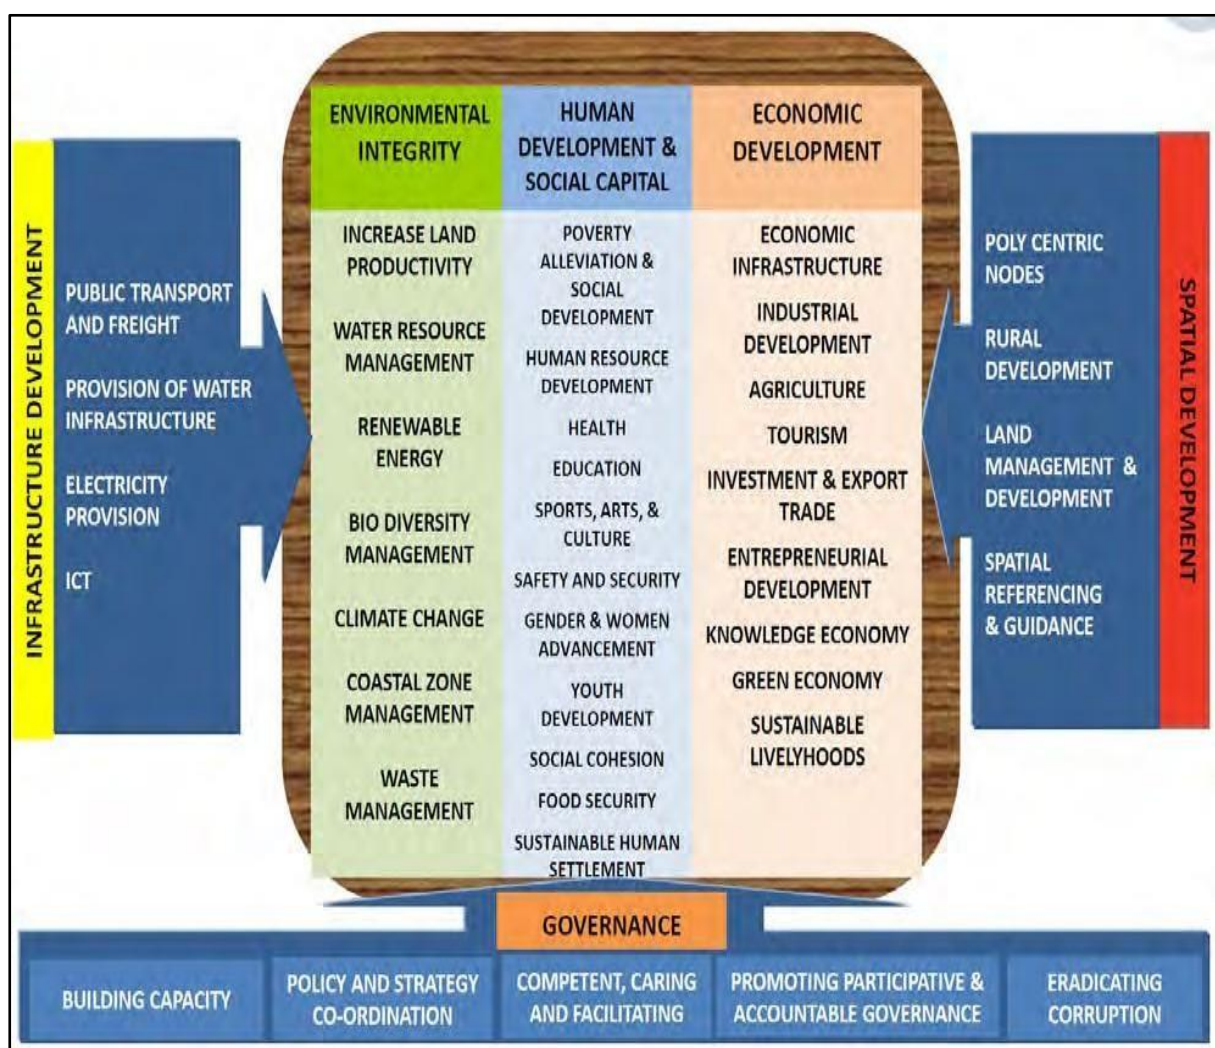 INFRASTRUCTURE DEVELOPMENT
PUBLIC TRANSPORT
AND FREIGHT
PROVISION OF WATER
INFRASTRUCTURE
ELECTRICITY
PROVISION
ICT
ENVIRONMENTAL
INTEGRITY
INCREASE LAND
PRODUCTIVITY
WATER RESOURCE
MANAGEMENT
RENEWABLE
ENERGY
BIO DIVERSITY
MANAGEMENT
CLIMATE CHANGE
COASTAL ZONE
MANAGEMENT
WASTE
MANAGEMENT
HUMAN
DEVELOPMENT &
SOCIAL CAPITAL
POVERTY
ALLEVIATION &
SOCIAL
DEVELOPMENT
HUMAN RESOURCE
DEVELOPMENT
HEALTH
EDUCATION
SPORTS, ARTS, &
CULTURE
SAFETY AND SECURITY
GENDER & WOMEN
ADVANCEMENT
YOUTH
DEVELOPMENT
SOCIAL COHESION
FOOD SECURITY
SUSTAINABLE HUMAN
SETTLEMENT
ECONOMIC
DEVELOPMENT
ECONOMIC
INFRASTRUCTURE
INDUSTRIAL
DEVELOPMENT
AGRICULTURE
TOURISM
INVESTMENT & EXPORT
TRADE
ENTREPRENEURIAL
DEVELOPMENT
KNOWLEDGE ECONOMY
GREEN ECONOMY
SUSTAINABLE
LIVELYHOODS
POLY CENTRIC
NODES
RURAL
DEVELOPMENT
LAND
MANAGEMENT &
DEVELOPMENT
SPATIAL
REFERENCING
& GUIDANCE
SPATIAL DEVELOPMENT
GOVERNANCE
BUILDING CAPACITY
POLICY AND STRATEGY
CO-ORDINATION
COMPETENT, CARING
AND FACILITATING
PROMOTING PARTICIPATIVE &
ACCOUNTABLE GOVERNANCE
ERADICATING
CORRUPTION